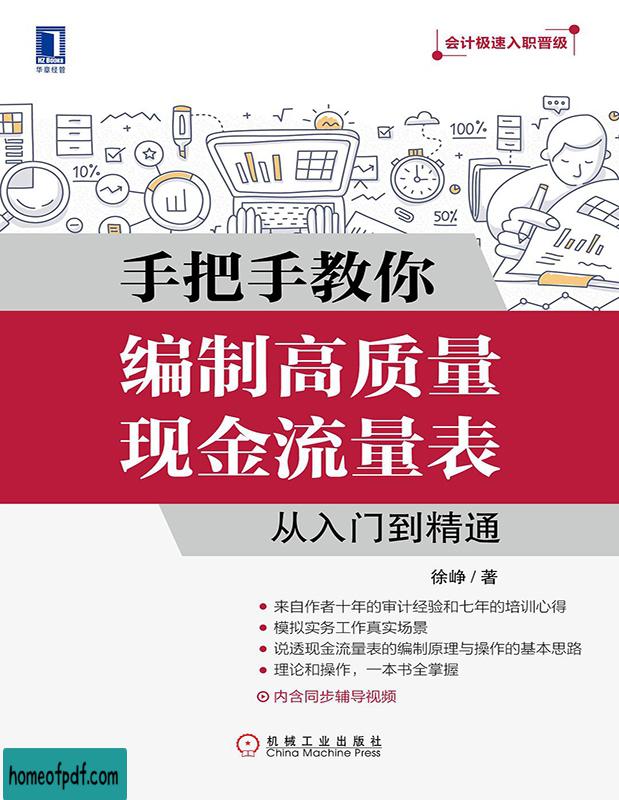 HZ BOOKS
华章经管
会计极速入职晋级
10%
100%
50%
手把手教你
编制高质量
现金流量表
从入门到精通
徐峥/著
来自作者十年的审计经验和七年的培训心得
模拟实务工作真实场景
说透现金流量表的编制原理与操作的基本思路
理论和操作，一本书全掌握
内含同步辅导视频
机械工业出版社
China Machine Press
homeofpdf.com